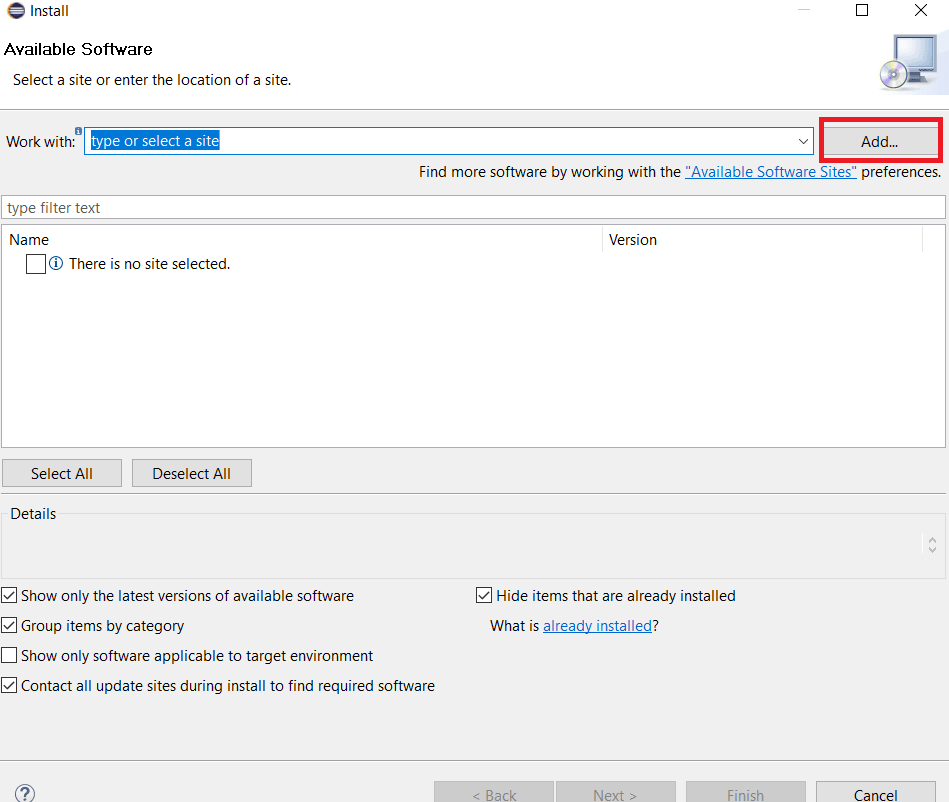 Install
Available Software
Select a site or enter the location of a site.
Work with: type or select a site Add...
Find more software by working with the "Available Software Sites" preferences.
type filter text
Name Version
There is no site selected.
Select All Deselect All
Details
Show only the latest versions of available software Hide items that are already installed
Group items by category What is already installed?
Show only software applicable to target environment
Contact all update sites during install to find required software
? < Back Next > Finish Cancel